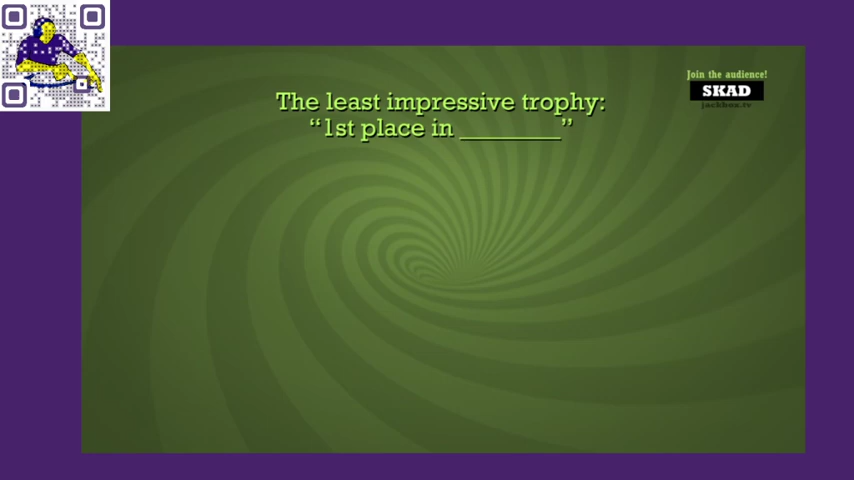 The least impressive trophy:
“1st place in ________”
Join the audience!
SKAD
jackbox.tv